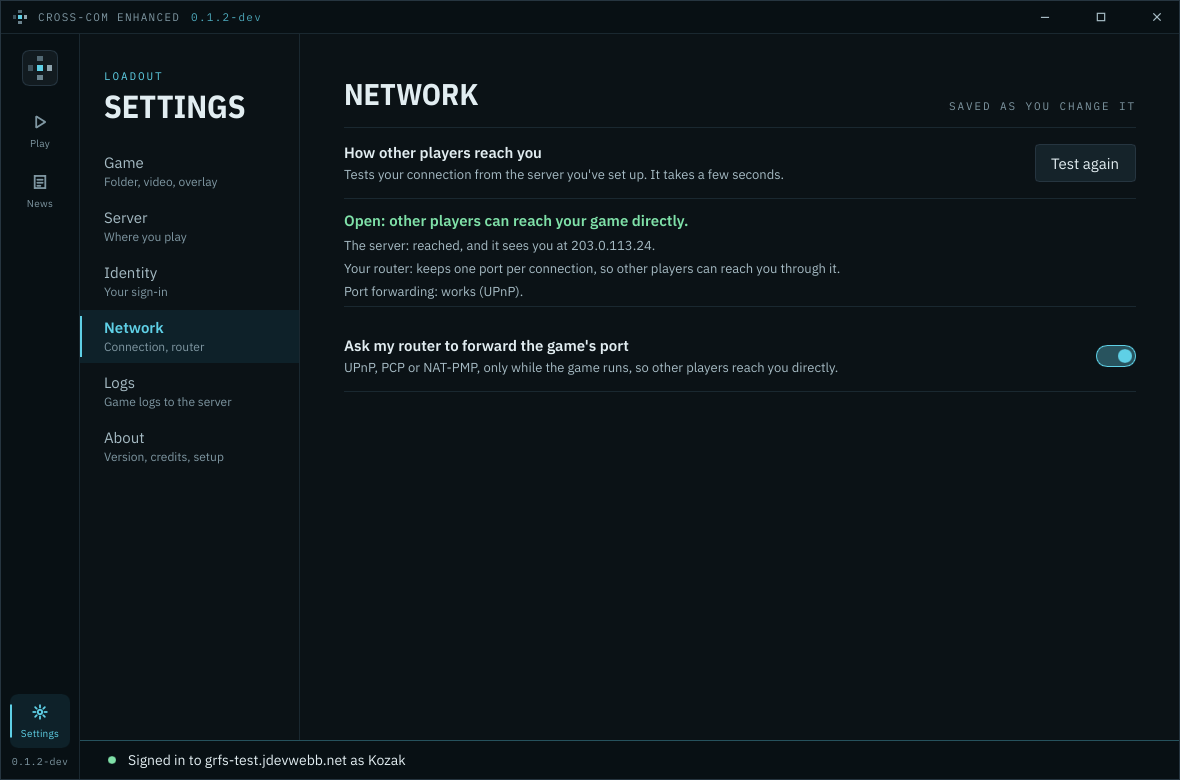 CROSS-COM ENHANCED 0.1.2-dev
Play
News
Settings
0.1.2-dev
LOADOUT
SETTINGS
Game
Folder, video, overlay
Server
Where you play
Identity
Your sign-in
Network
Connection, router
Logs
Game logs to the server
About
Version, credits, setup
NETWORK
SAVED AS YOU CHANGE IT
How other players reach you
Tests your connection from the server you've set up. It takes a few seconds.
Test again
Open: other players can reach your game directly.
The server: reached, and it sees you at 203.0.113.24.
Your router: keeps one port per connection, so other players can reach you through it.
Port forwarding: works (UPnP).
Ask my router to forward the game's port
UPnP, PCP or NAT-PMP, only while the game runs, so other players reach you directly.
Signed in to grfs-test.jdevwebb.net as Kozak